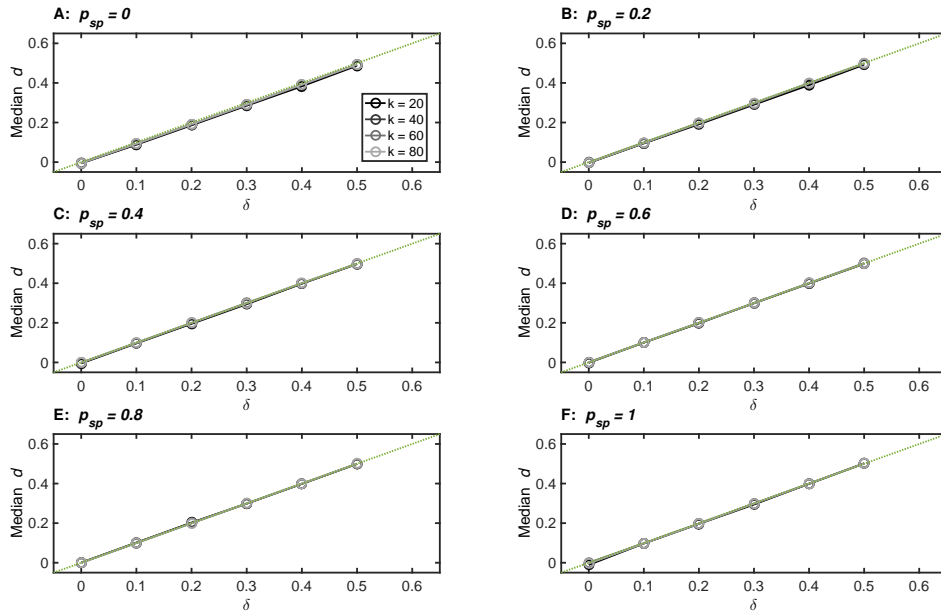 A: p_sp = 0
0.6
0.4
0.2
0
Median d
0 0.1 0.2 0.3 0.4 0.5 0.6
δ
k = 20
k = 40
k = 60
k = 80
B: p_sp = 0.2
0.6
0.4
0.2
0
Median d
0 0.1 0.2 0.3 0.4 0.5 0.6
δ
C: p_sp = 0.4
0.6
0.4
0.2
0
Median d
0 0.1 0.2 0.3 0.4 0.5 0.6
δ
D: p_sp = 0.6
0.6
0.4
0.2
0
Median d
0 0.1 0.2 0.3 0.4 0.5 0.6
δ
E: p_sp = 0.8
0.6
0.4
0.2
0
Median d
0 0.1 0.2 0.3 0.4 0.5 0.6
δ
F: p_sp = 1
0.6
0.4
0.2
0
Median d
0 0.1 0.2 0.3 0.4 0.5 0.6
δ